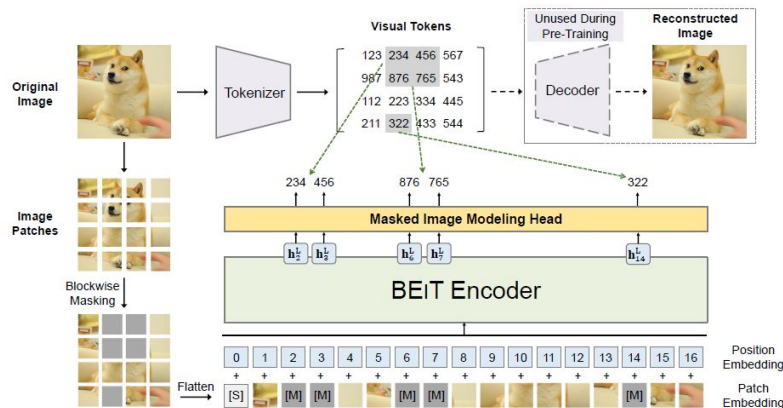 Original
Image
Tokenizer
Visual Tokens
123 234 456 567
987 876 765 543
112 223 334 445
211 322 433 544
Unused During
Pre-Training
Reconstructed
Image
Decoder
234 456 876 765 322
Masked Image Modeling Head
h₂ᴸ h₃ᴸ h₆ᴸ h₇ᴸ h₁₄ᴸ
BEIT Encoder
Image
Patches
Blockwise
Masking
Flatten
0 1 2 3 4 5 6 7 8 9 10 11 12 13 14 15 16
Position
Embedding
+ + + + + + + + + + + + + + + + +
[S] [M] [M] [M] [M] [M]
Patch
Embedding